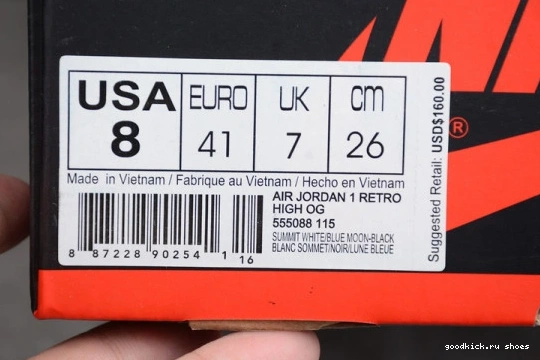 USA EURO UK CM
8 41 7 26
Made in Vietnam / Fabrique au Vietnam / Hecho en Vietnam
AIR JORDAN 1 RETRO
HIGH OG
555088 115
SUMMIT WHITE/BLUE MOON-BLACK
BLANC SOMMET/NOIR/LUNE BLEUE
8 87228 90254 1 16
Suggested Retail: USD$160.00
®
goodkick.ru shoes